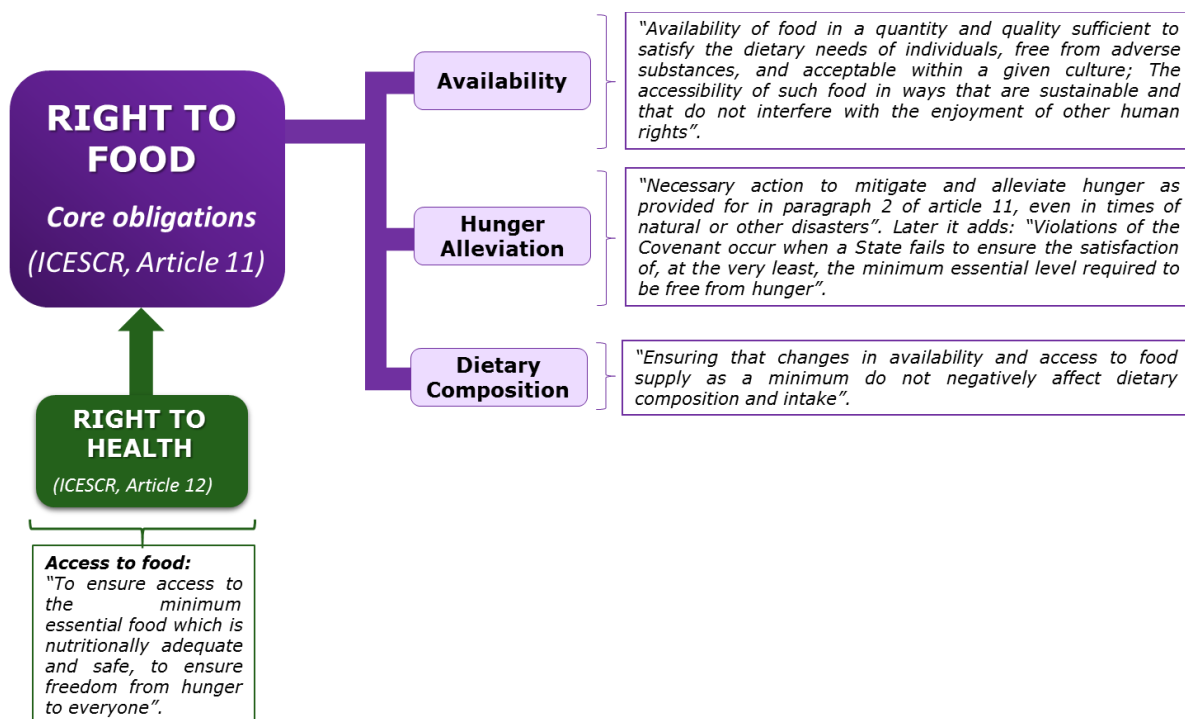 RIGHT TO
FOOD
Core obligations
(ICESCR, Article 11)
Availability
“Availability of food in a quantity and quality sufficient to
satisfy the dietary needs of individuals, free from adverse
substances, and acceptable within a given culture; The
accessibility of such food in ways that are sustainable and
that do not interfere with the enjoyment of other human
rights”.
Hunger
Alleviation
“Necessary action to mitigate and alleviate hunger as
provided for in paragraph 2 of article 11, even in times of
natural or other disasters”. Later it adds: “Violations of the
Covenant occur when a State fails to ensure the satisfaction
of, at the very least, the minimum essential level required to
be free from hunger”.
Dietary
Composition
“Ensuring that changes in availability and access to food
supply as a minimum do not negatively affect dietary
composition and intake”.
RIGHT TO
HEALTH
(ICESCR, Article 12)
Access to food:
“To ensure access to
the minimum
essential food which is
nutritionally adequate
and safe, to ensure
freedom from hunger
to everyone”.